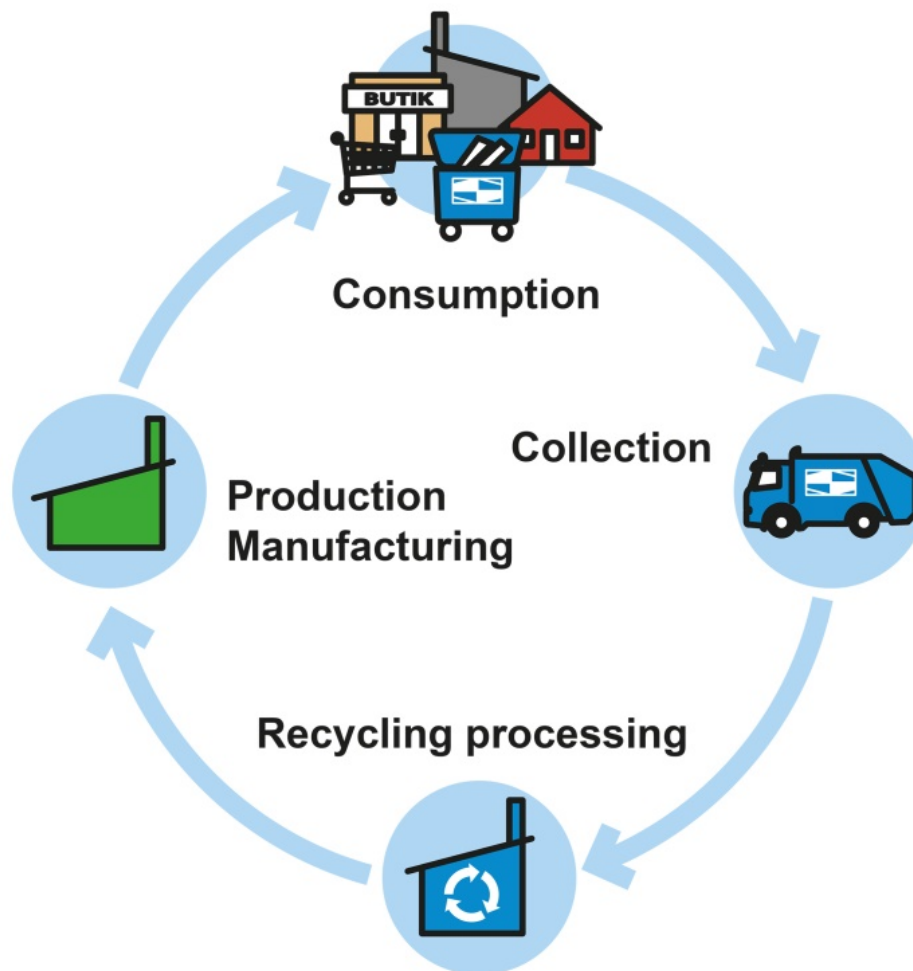 BUTIK
Consumption
Collection
Production
Manufacturing
Recycling processing